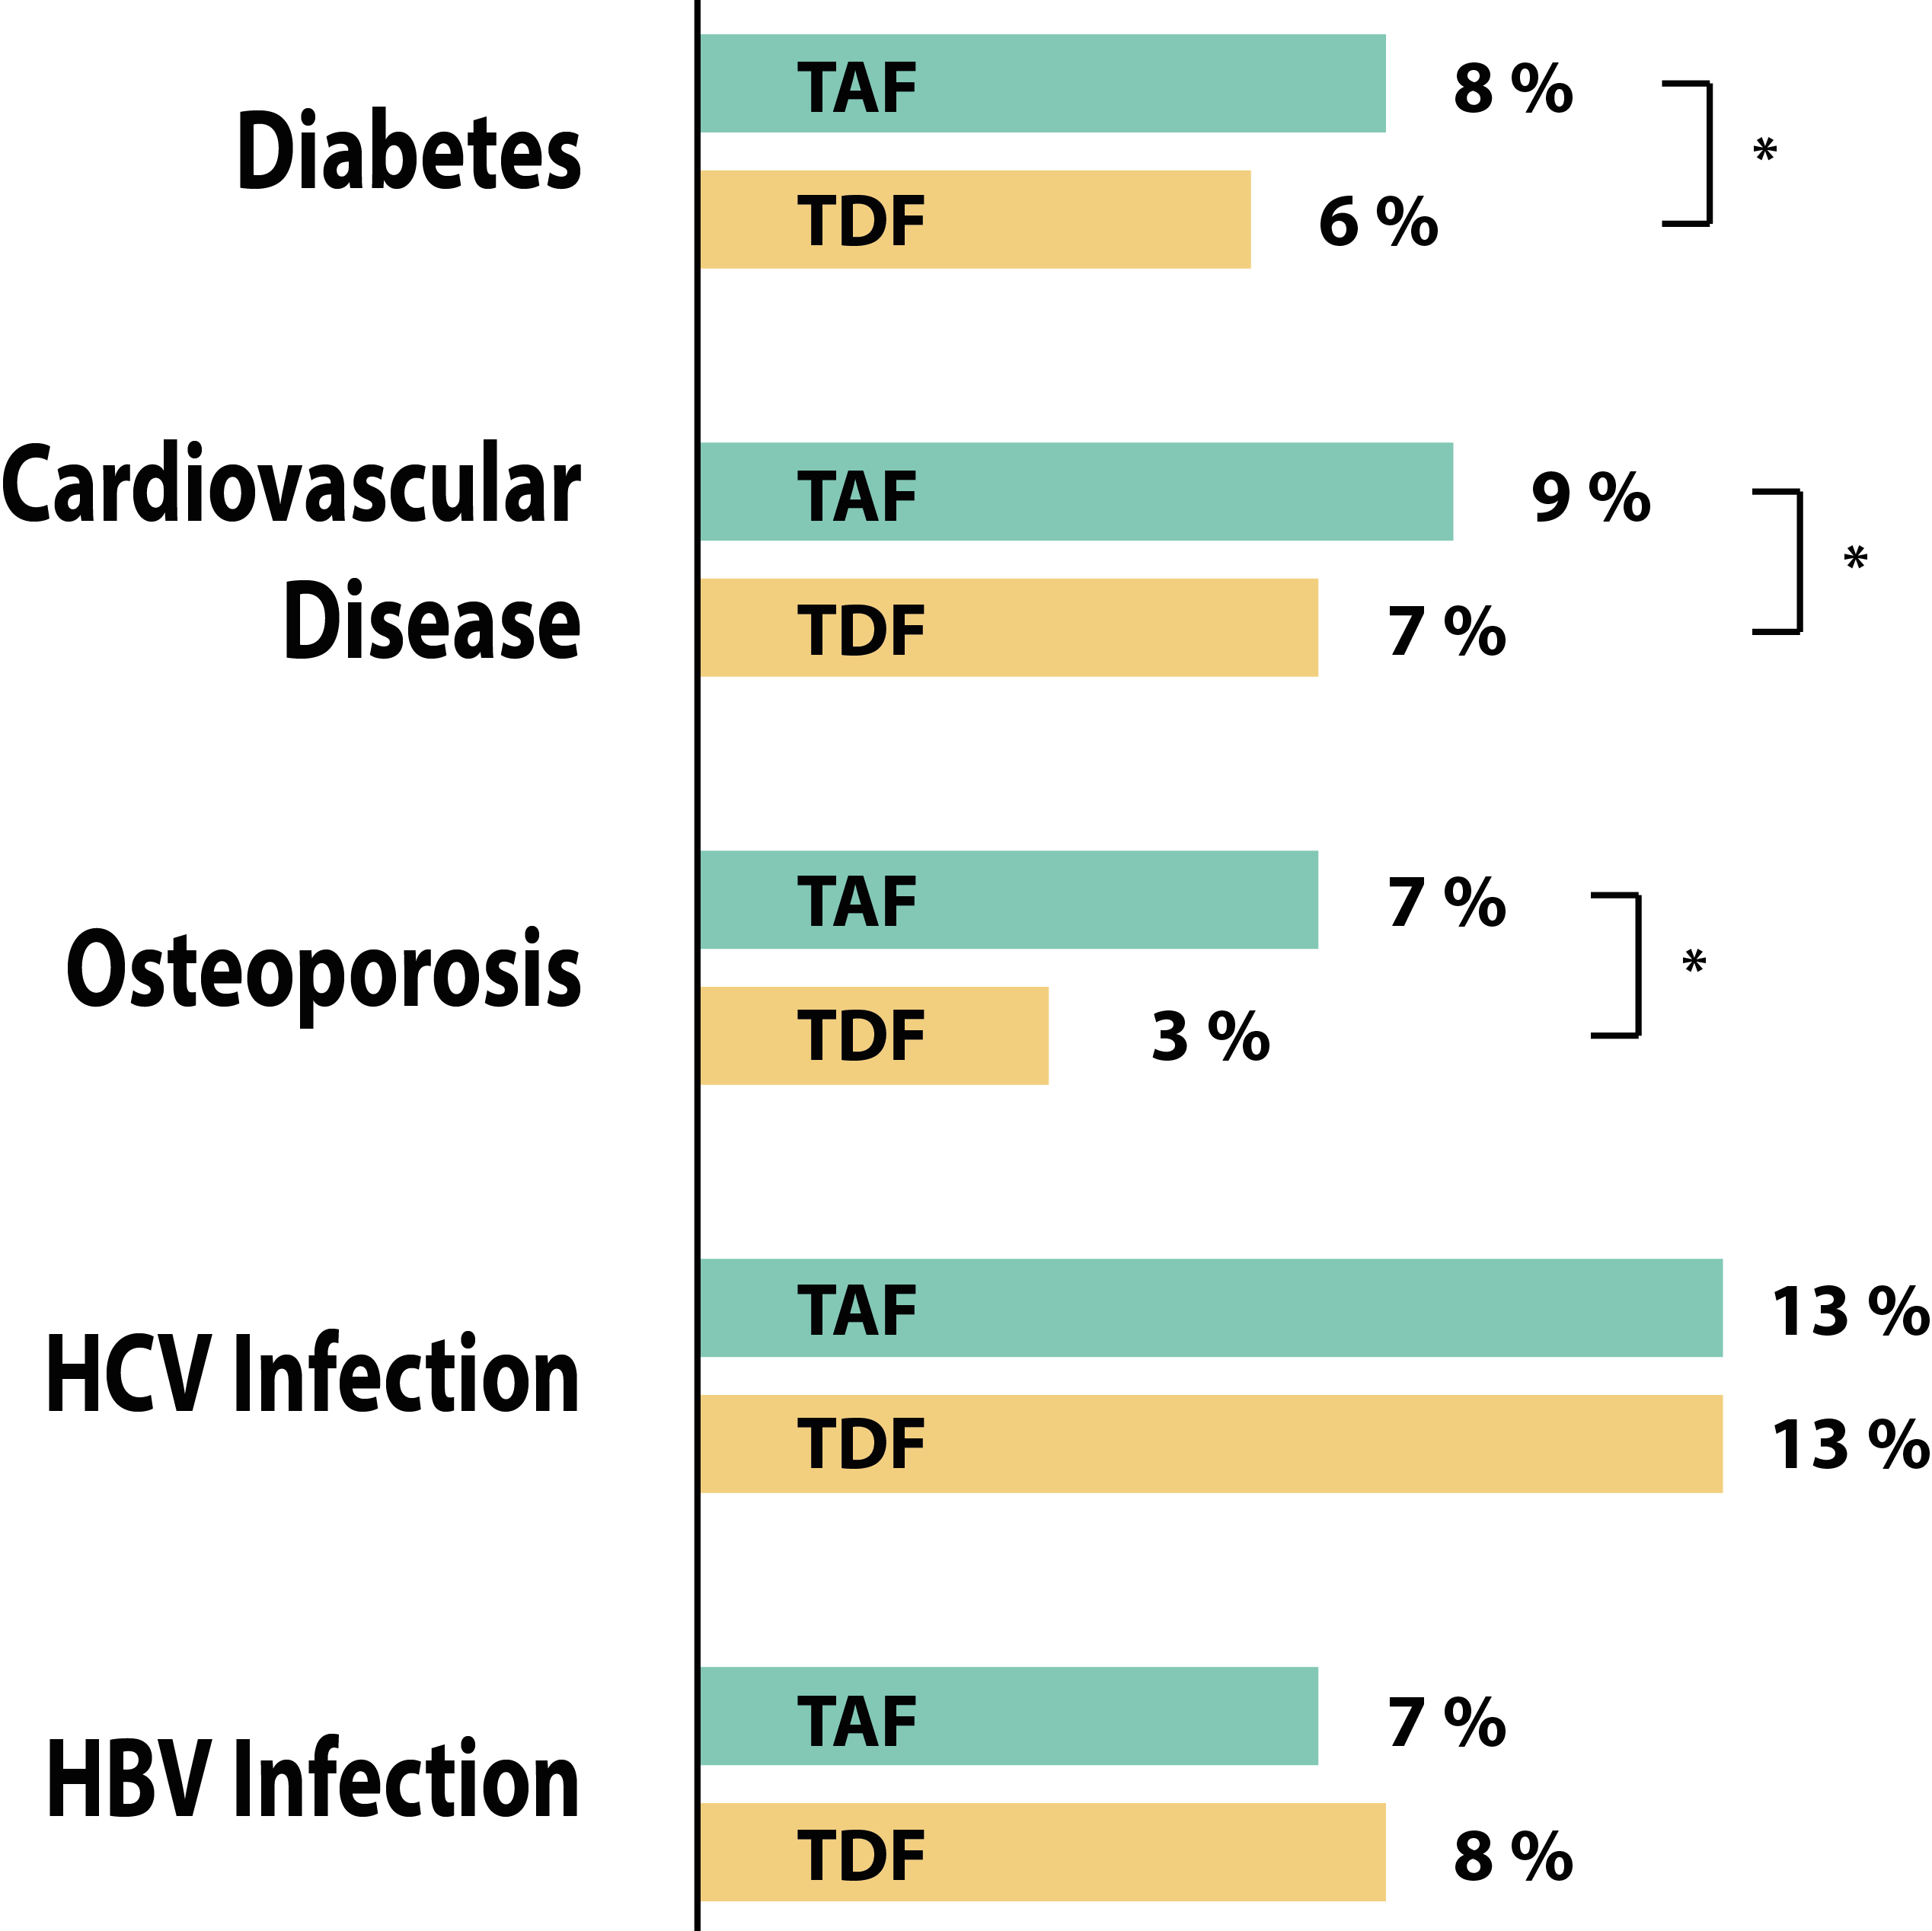 Diabetes
TAF 8 %
TDF 6 %
*
Cardiovascular
Disease
TAF 9 %
TDF 7 %
*
Osteoporosis
TAF 7 %
TDF 3 %
*
HCV Infection
TAF 13 %
TDF 13 %
HBV Infection
TAF 7 %
TDF 8 %